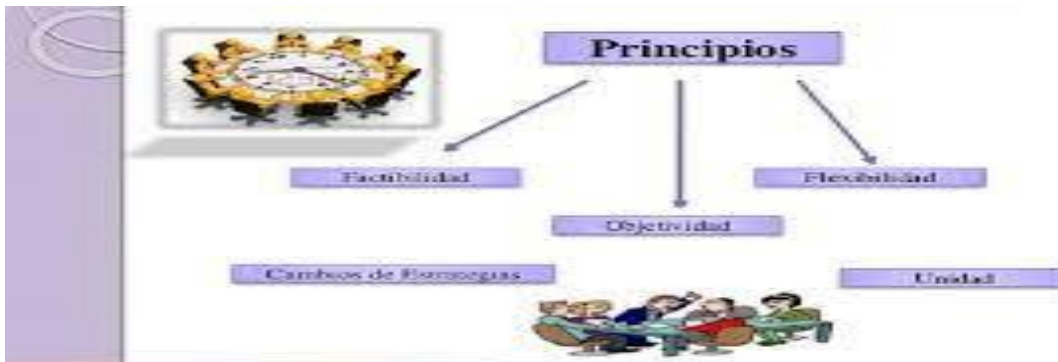 Principios
Factibilidad
Flexibilidad
Objetividad
Cambios de Estrategias
Unidad